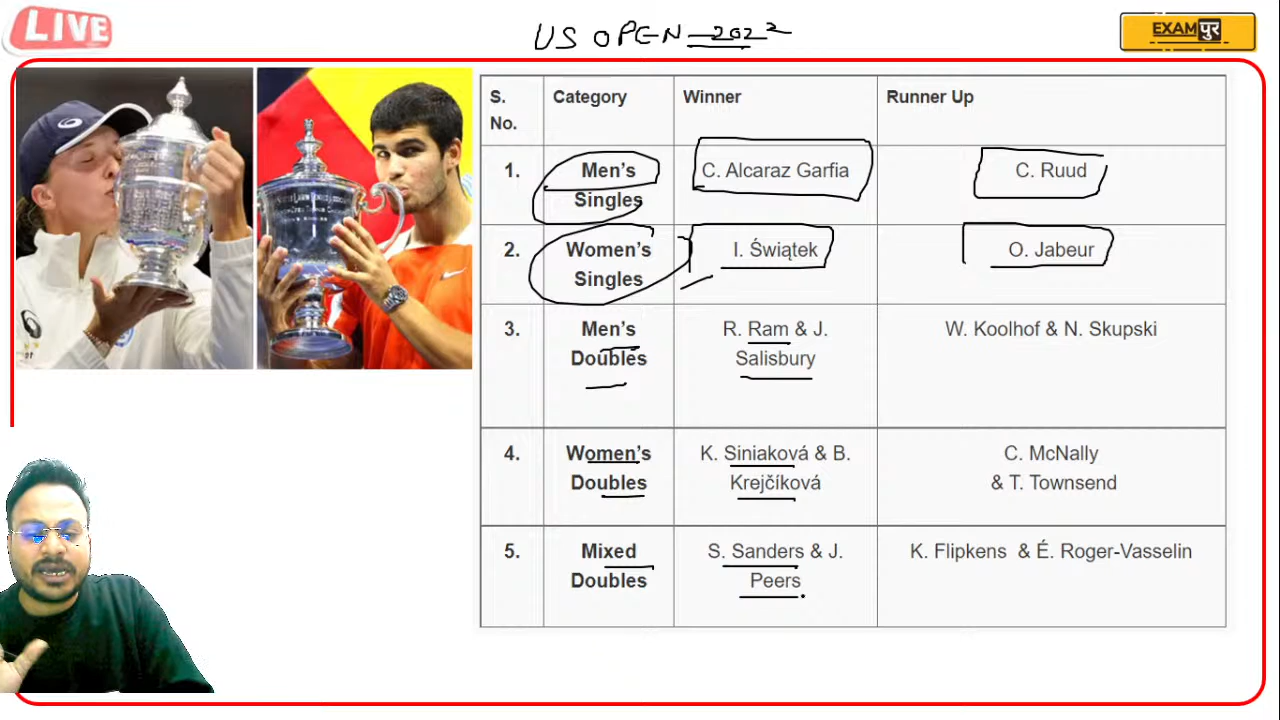 LIVE
US OPEN 2022
EXAMपुर
S. No.
Category
Winner
Runner Up
1.
Men's
Singles
C. Alcaraz Garfia
C. Ruud
2.
Women's
Singles
I. Świątek
O. Jabeur
3.
Men's
Doubles
R. Ram & J.
Salisbury
W. Koolhof & N. Skupski
4.
Women's
Doubles
K. Siniaková & B.
Krejčíková
C. McNally
& T. Townsend
5.
Mixed
Doubles
S. Sanders & J.
Peers
K. Flipkens & É. Roger-Vasselin